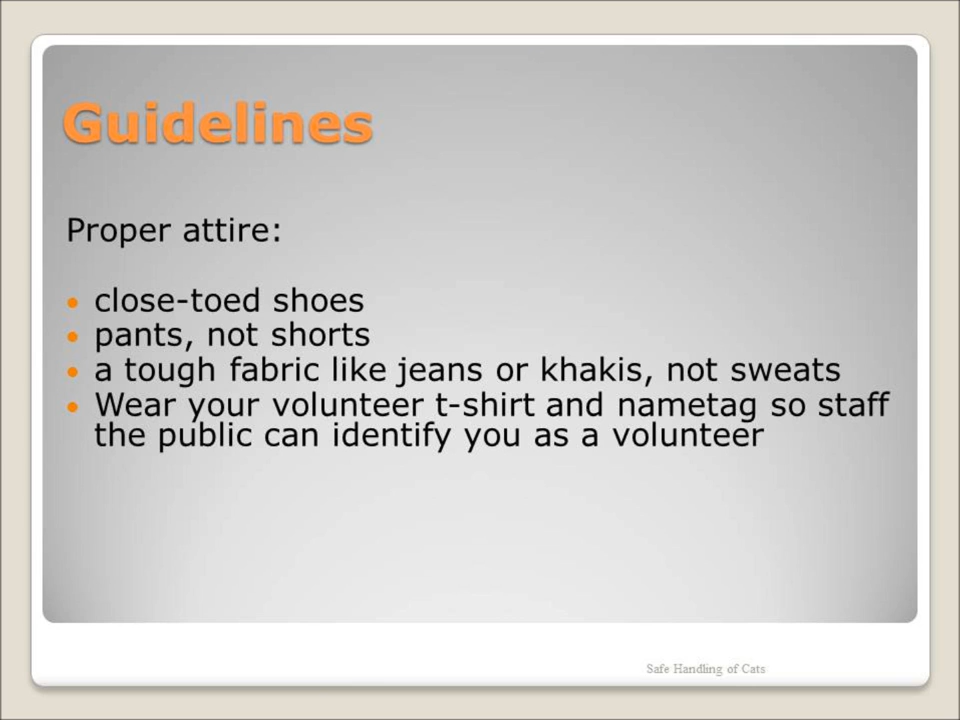 Guidelines
Proper attire:
close-toed shoes
pants, not shorts
a tough fabric like jeans or khakis, not sweats
Wear your volunteer t-shirt and nametag so staff
the public can identify you as a volunteer
Safe Handling of Cats